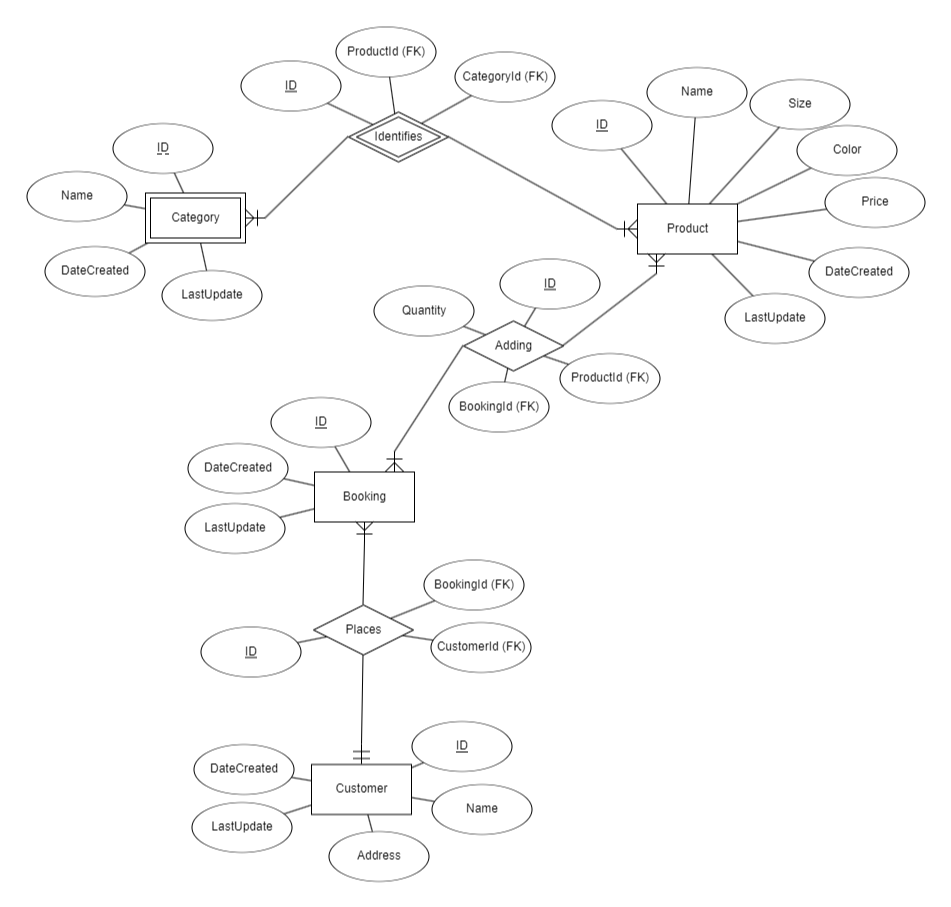 ProductId (FK)
ID
CategoryId (FK)
Identifies
ID
Name
Category
DateCreated
LastUpdate
Name
Size
ID
Color
Price
Product
DateCreated
LastUpdate
ID
Quantity
Adding
ProductId (FK)
BookingId (FK)
ID
DateCreated
Booking
LastUpdate
BookingId (FK)
Places
CustomerId (FK)
ID
ID
DateCreated
Customer
Name
LastUpdate
Address